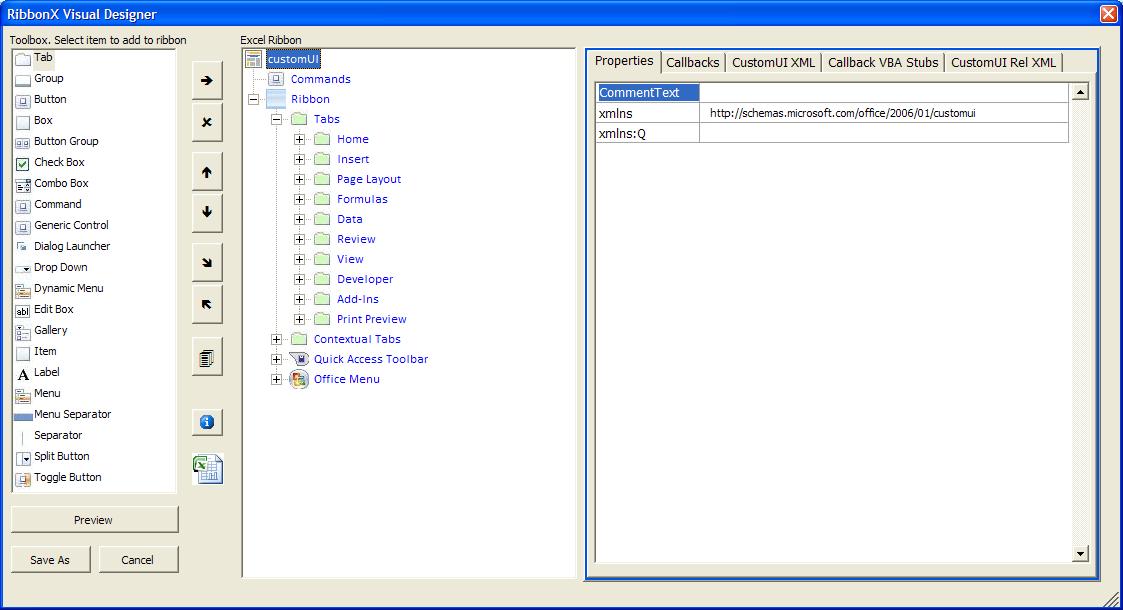 RibbonX Visual Designer
Toolbox. Select item to add to ribbon
Tab
Group
Button
Box
Button Group
Check Box
Combo Box
Command
Generic Control
Dialog Launcher
Drop Down
Dynamic Menu
Edit Box
Gallery
Item
Label
Menu
Menu Separator
Separator
Split Button
Toggle Button
Preview
Save As
Cancel
Excel Ribbon
customUI
Commands
Ribbon
Tabs
Home
Insert
Page Layout
Formulas
Data
Review
View
Developer
Add-Ins
Print Preview
Contextual Tabs
Quick Access Toolbar
Office Menu
Properties
Callbacks
CustomUI XML
Callback VBA Stubs
CustomUI Rel XML
CommentText
xmlns http://schemas.microsoft.com/office/2006/01/customui
xmlns:Q